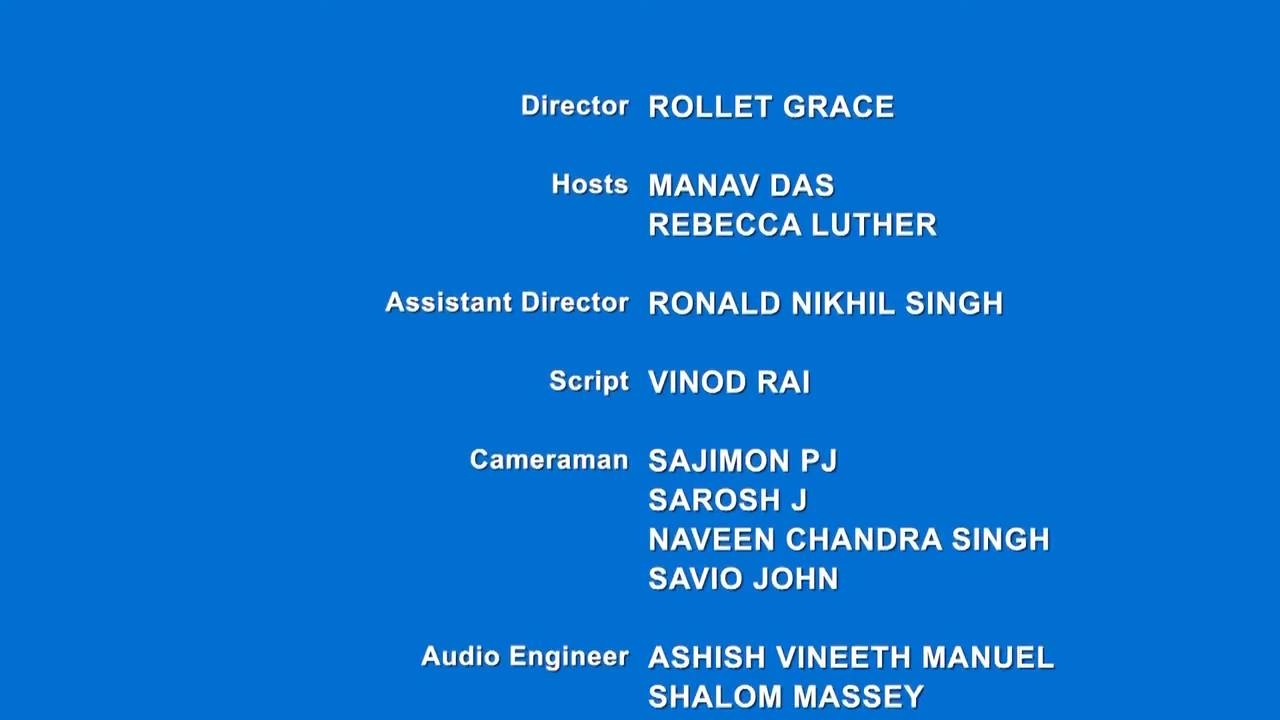 Director ROLLET GRACE
Hosts MANAV DAS
REBECCA LUTHER
Assistant Director RONALD NIKHIL SINGH
Script VINOD RAI
Cameraman SAJIMON PJ
SAROSH J
NAVEEN CHANDRA SINGH
SAVIO JOHN
Audio Engineer ASHISH VINEETH MANUEL
SHALOM MASSEY